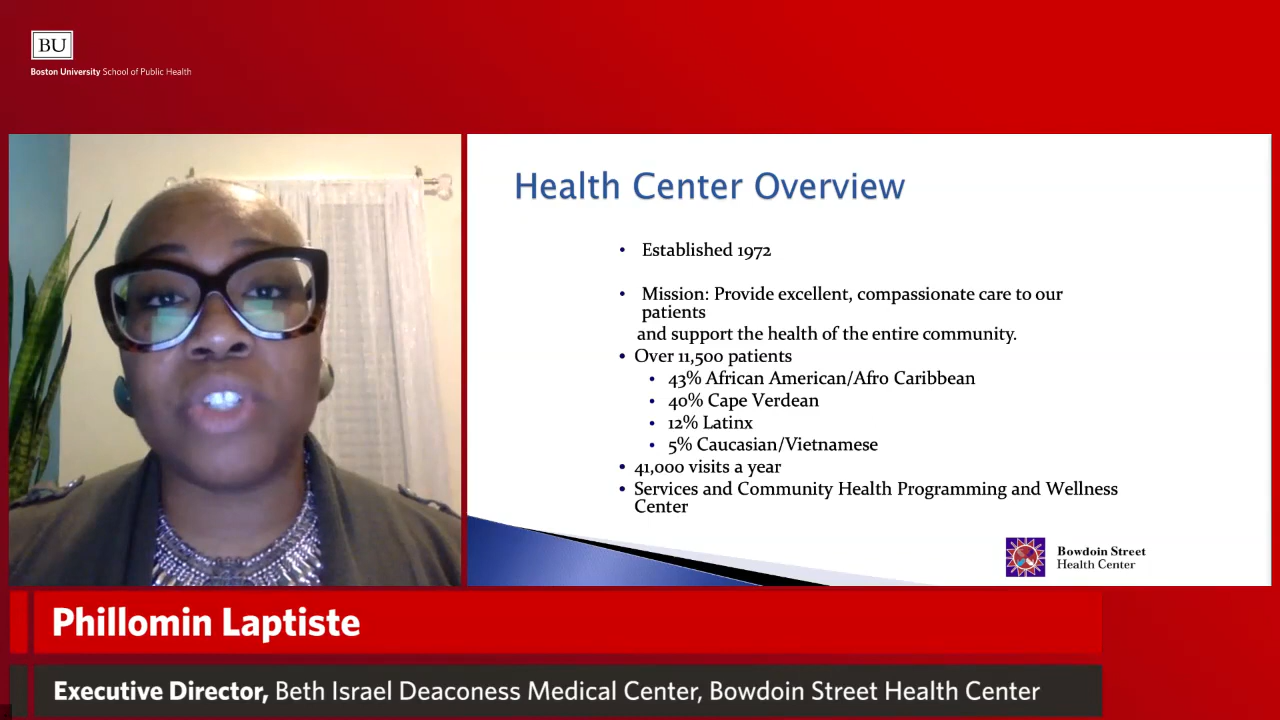 BU
Boston University School of Public Health
Health Center Overview
• Established 1972
• Mission: Provide excellent, compassionate care to our
patients
and support the health of the entire community.
• Over 11,500 patients
• 43% African American/Afro Caribbean
• 40% Cape Verdean
• 12% Latinx
• 5% Caucasian/Vietnamese
• 41,000 visits a year
• Services and Community Health Programming and Wellness
Center
Bowdoin Street
Health Center
Phillomin Laptiste
Executive Director, Beth Israel Deaconess Medical Center, Bowdoin Street Health Center